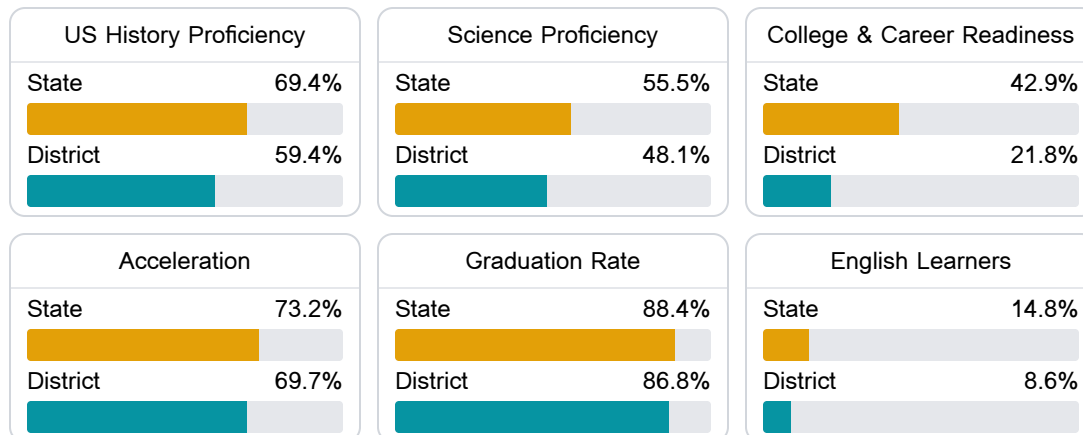 US History Proficiency
State 69.4%
District 59.4%
Science Proficiency
State 55.5%
District 48.1%
College & Career Readiness
State 42.9%
District 21.8%
Acceleration
State 73.2%
District 69.7%
Graduation Rate
State 88.4%
District 86.8%
English Learners
State 14.8%
District 8.6%